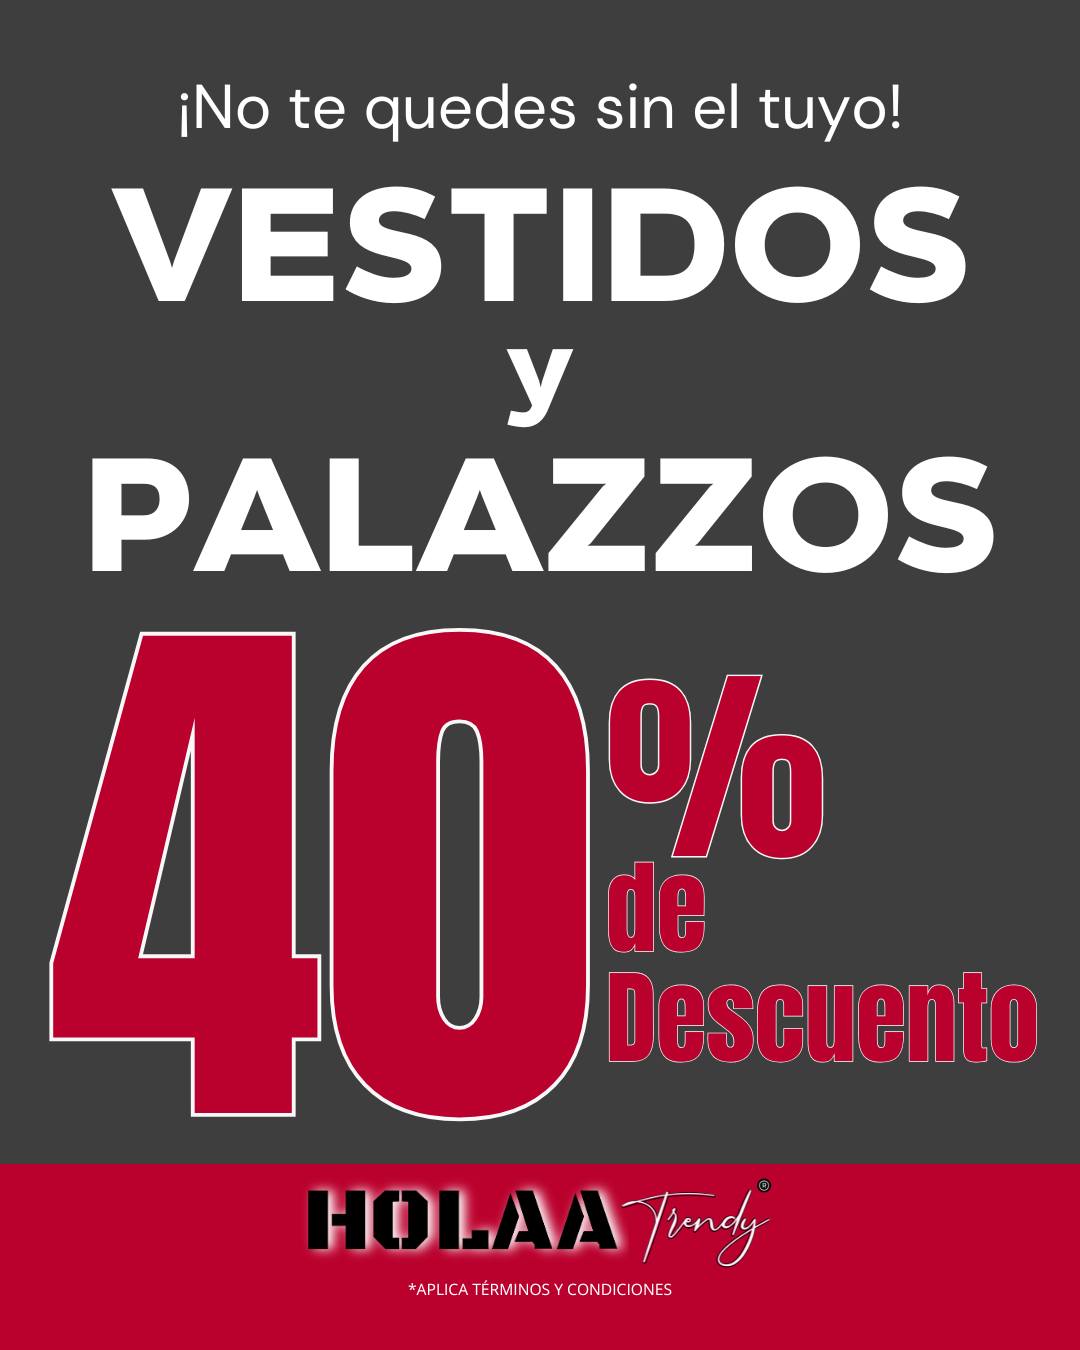 ¡No te quedes sin el tuyo!
VESTIDOS
y
PALAZZOS
40%
de
Descuento
HOLAA Trendy®
*APLICA TÉRMINOS Y CONDICIONES